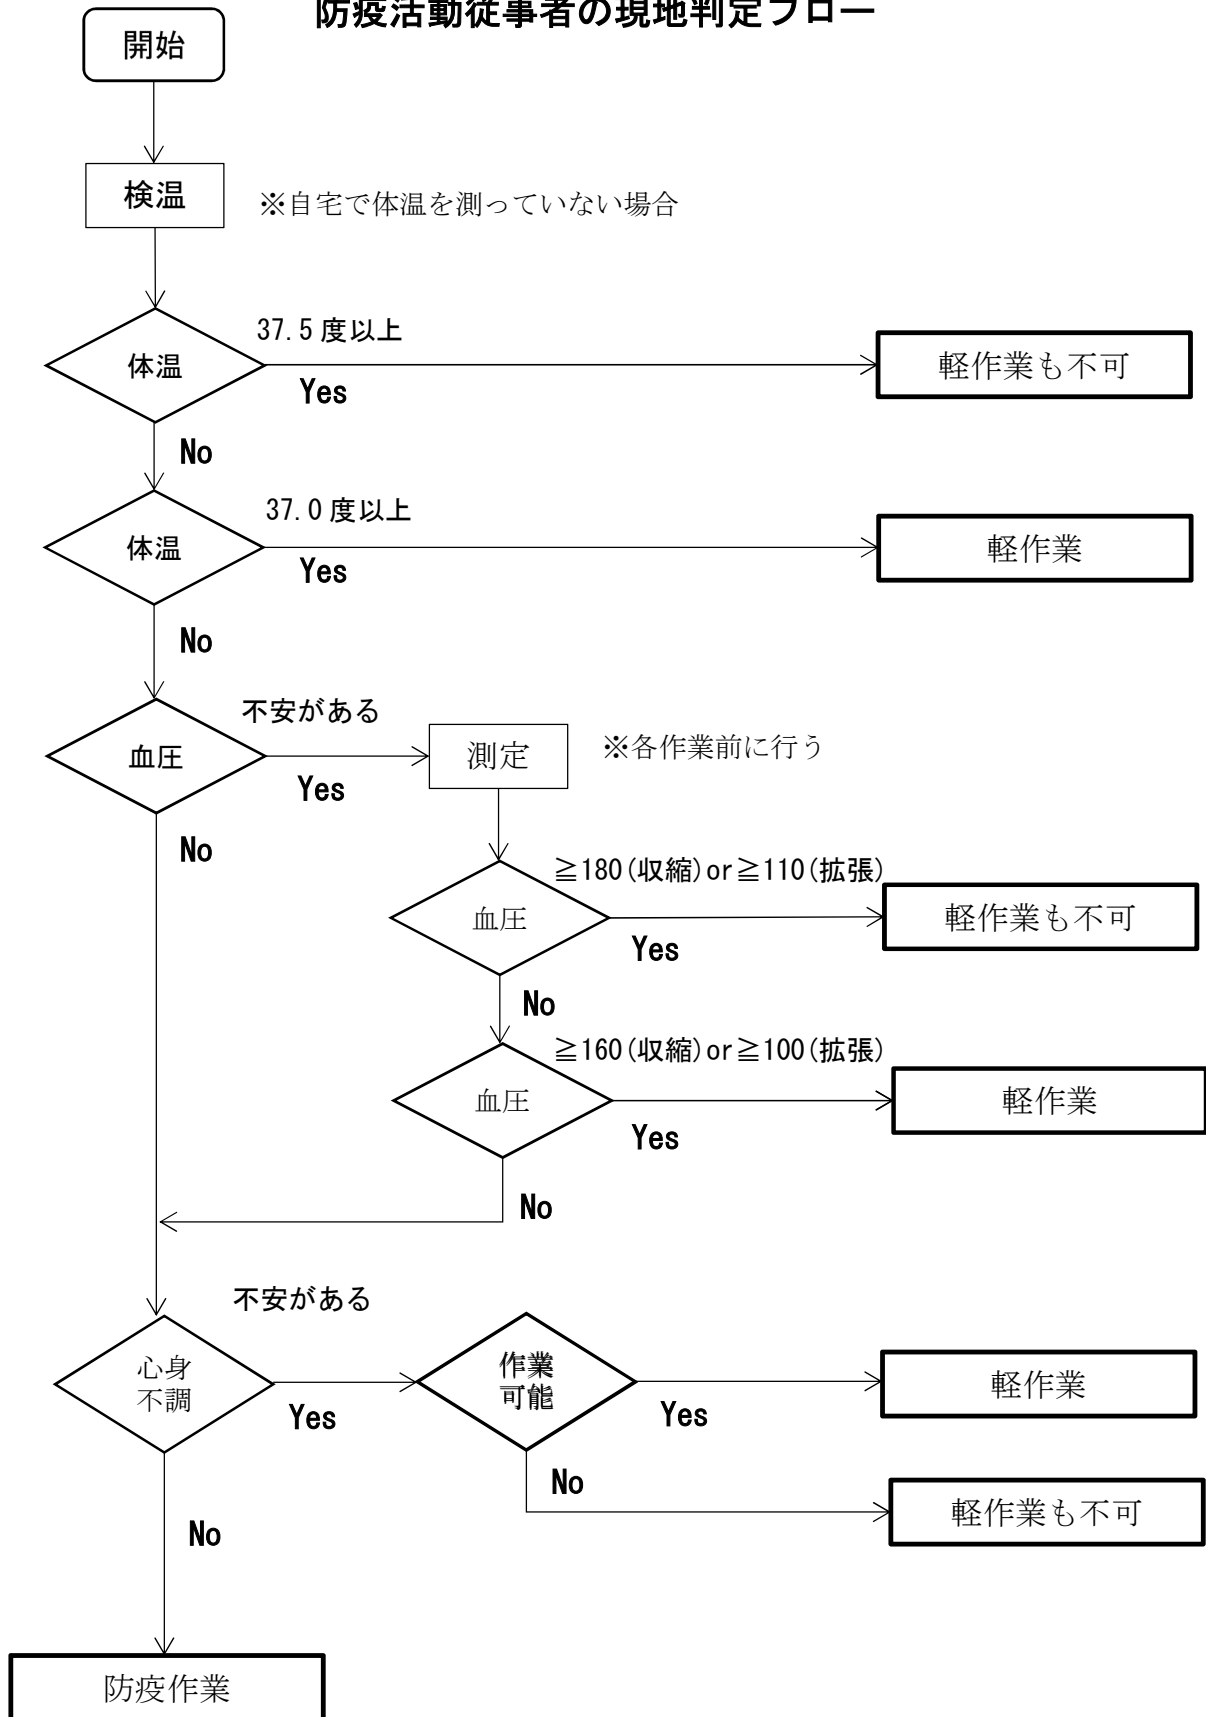 防疫活動従事者の現地判定フロー
開始
検温
※自宅で体温を測っていない場合
37.5度以上
体温
軽作業も不可
Yes
No
37.0度以上
体温
軽作業
Yes
No
不安がある
血圧
測定
※各作業前に行う
Yes
No
≧180(収縮)or≧110(拡張)
血圧
軽作業も不可
Yes
No
≧160(収縮)or≧100(拡張)
血圧
軽作業
Yes
No
不安がある
心身
不調
作業
可能
軽作業
Yes
Yes
No
軽作業も不可
No
防疫作業